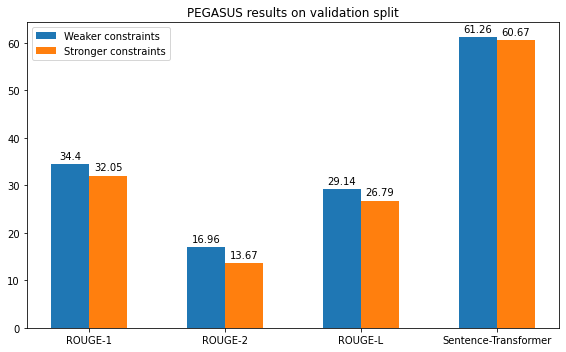 PEGASUS results on validation split
Weaker constraints
Stronger constraints
60
50
40
30
20
10
0
34.4
32.05
16.96
13.67
29.14
26.79
61.26
60.67
ROUGE-1
ROUGE-2
ROUGE-L
Sentence-Transformer